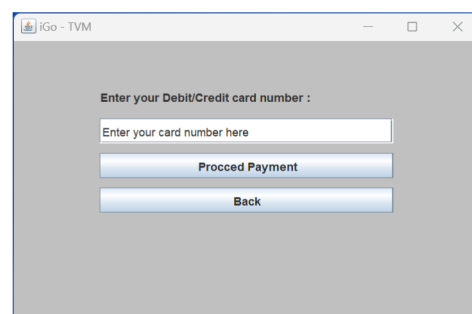 iGo - TVM
Enter your Debit/Credit card number :
Enter your card number here
Procced Payment
Back